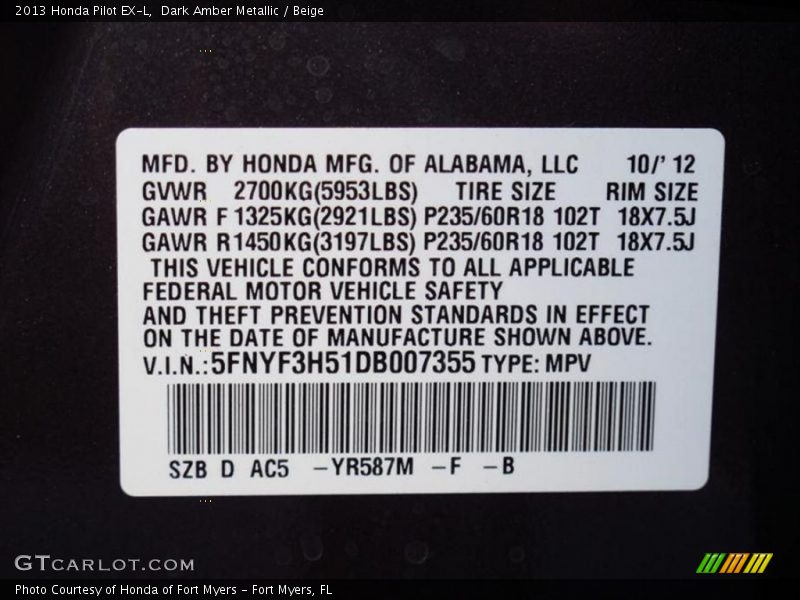 2013 Honda Pilot EX-L,  Dark Amber Metallic / Beige
MFD. BY HONDA MFG. OF ALABAMA, LLC 10/' 12
GVWR 2700KG(5953LBS) TIRE SIZE RIM SIZE
GAWR F 1325KG(2921LBS) P235/60R18 102T 18X7.5J
GAWR R1450KG(3197LBS) P235/60R18 102T 18X7.5J
THIS VEHICLE CONFORMS TO ALL APPLICABLE
FEDERAL MOTOR VEHICLE SAFETY
AND THEFT PREVENTION STANDARDS IN EFFECT
ON THE DATE OF MANUFACTURE SHOWN ABOVE.
V.I.N.:5FNYF3H51DB007355 TYPE: MPV
SZB D AC5 -YR587M -F -B
GTCARLOT.COM
Photo Courtesy of Honda of Fort Myers - Fort Myers, FL